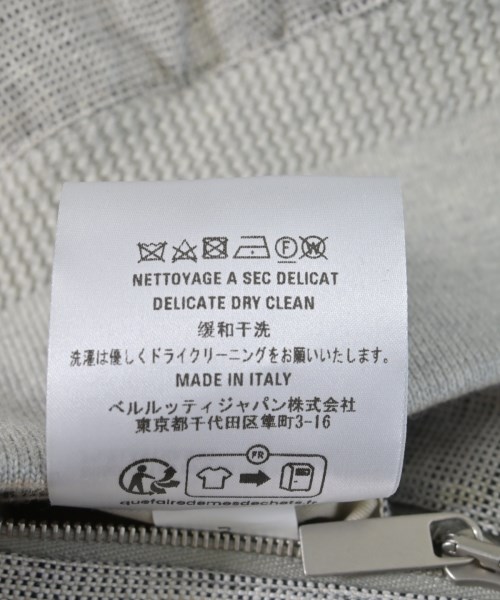 F W
NETTOYAGE A SEC DELICAT
DELICATE DRY CLEAN
缓和干洗
洗濯は優しくドライクリーニングをお願いいたします。
MADE IN ITALY
ベルルッティジャパン株式会社
東京都千代田区隼町3-16
FR
quefairedemesdechets.fr